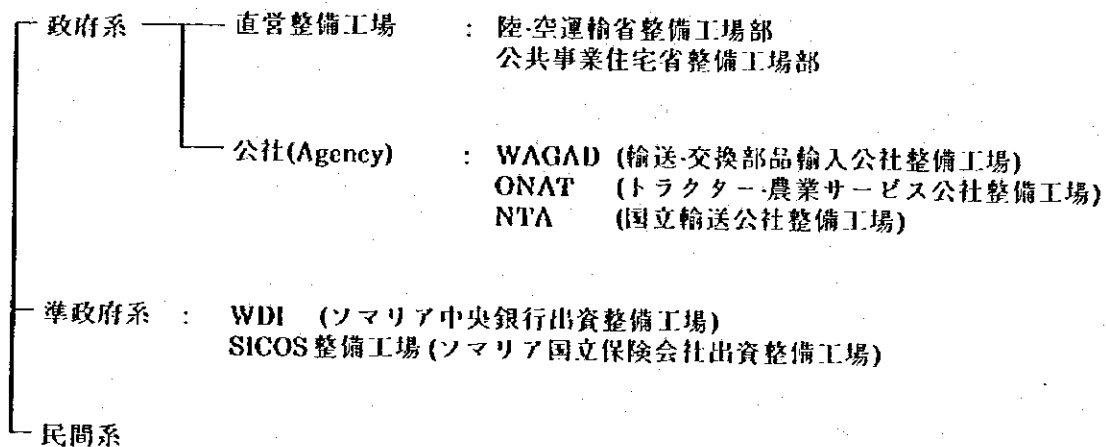 政府系 直営整備工場 : 陸·空運輸省整備工場部
公共事業住宅省整備工場部
公社(Agency) : WAGAD (輸送·交換部品輸入公社整備工場)
ONAT (トラクター·農業サービス公社整備工場)
NTA (国立輸送公社整備工場)
準政府系 : WDI (ソマリア中央銀行出資整備工場)
SICOS整備工場(ソマリア国立保険会社出資整備工場)
民間系